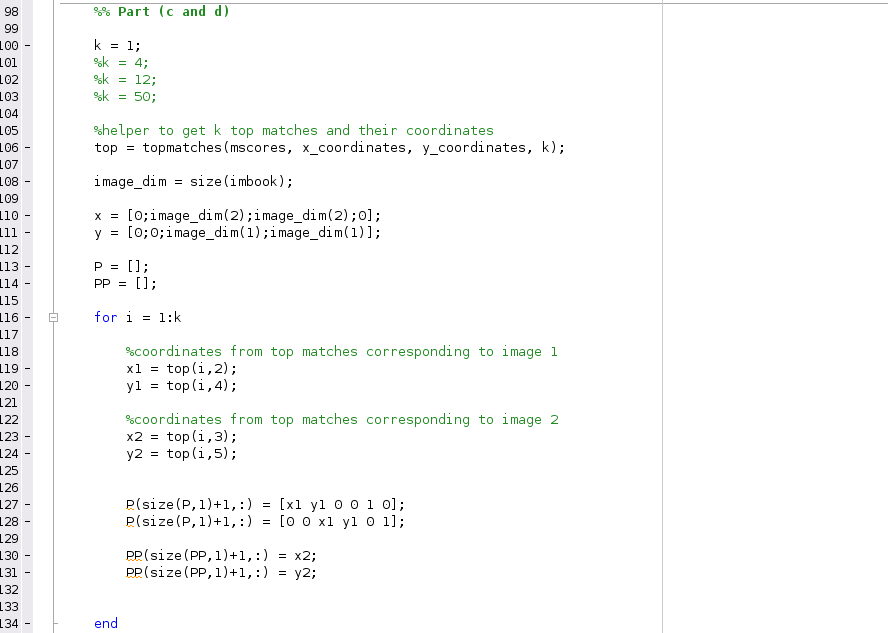 98 %% Part (c and d)
99
100 - k = 1;
101 %k = 4;
102 %k = 12;
103 %k = 50;
104
105 %helper to get k top matches and their coordinates
106 - top = topmatches(mscores, x_coordinates, y_coordinates, k);
107
108 - image_dim = size(imbook);
109
110 - x = [0;image_dim(2);image_dim(2);0];
111 - y = [0;0;image_dim(1);image_dim(1)];
112
113 - P = [];
114 - PP = [];
115
116 - for i = 1:k
117
118 %coordinates from top matches corresponding to image 1
119 - x1 = top(i,2);
120 - y1 = top(i,4);
121
122 %coordinates from top matches corresponding to image 2
123 - x2 = top(i,3);
124 - y2 = top(i,5);
125
126
127 - P(size(P,1)+1,:) = [x1 y1 0 0 1 0];
128 - P(size(P,1)+1,:) = [0 0 x1 y1 0 1];
129
130 - PP(size(PP,1)+1,:) = x2;
131 - PP(size(PP,1)+1,:) = y2;
132
133
134 - end